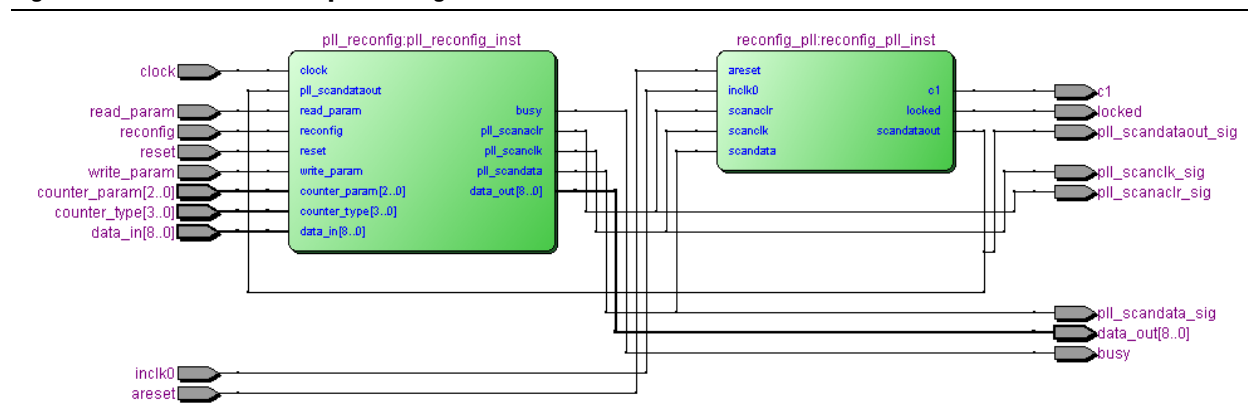 pll_reconfig:pll_reconfig_inst
reconfig_pll:reconfig_pll_inst
clock
read_param
reconfig
reset
write_param
counter_param[2..0]
counter_type[3..0]
data_in[8..0]
inclk0
areset
clock
pll_scandataout
read_param
reconfig
reset
write_param
counter_param[2..0]
counter_type[3..0]
data_in[8..0]
busy
pll_scanaclr
pll_scanclk
pll_scandata
data_out[8..0]
areset
inclk0
scanaclr
scanclk
scandata
c1
locked
scandataout
c1
locked
pll_scandataout_sig
pll_scanclk_sig
pll_scanaclr_sig
pll_scandata_sig
data_out[8..0]
busy